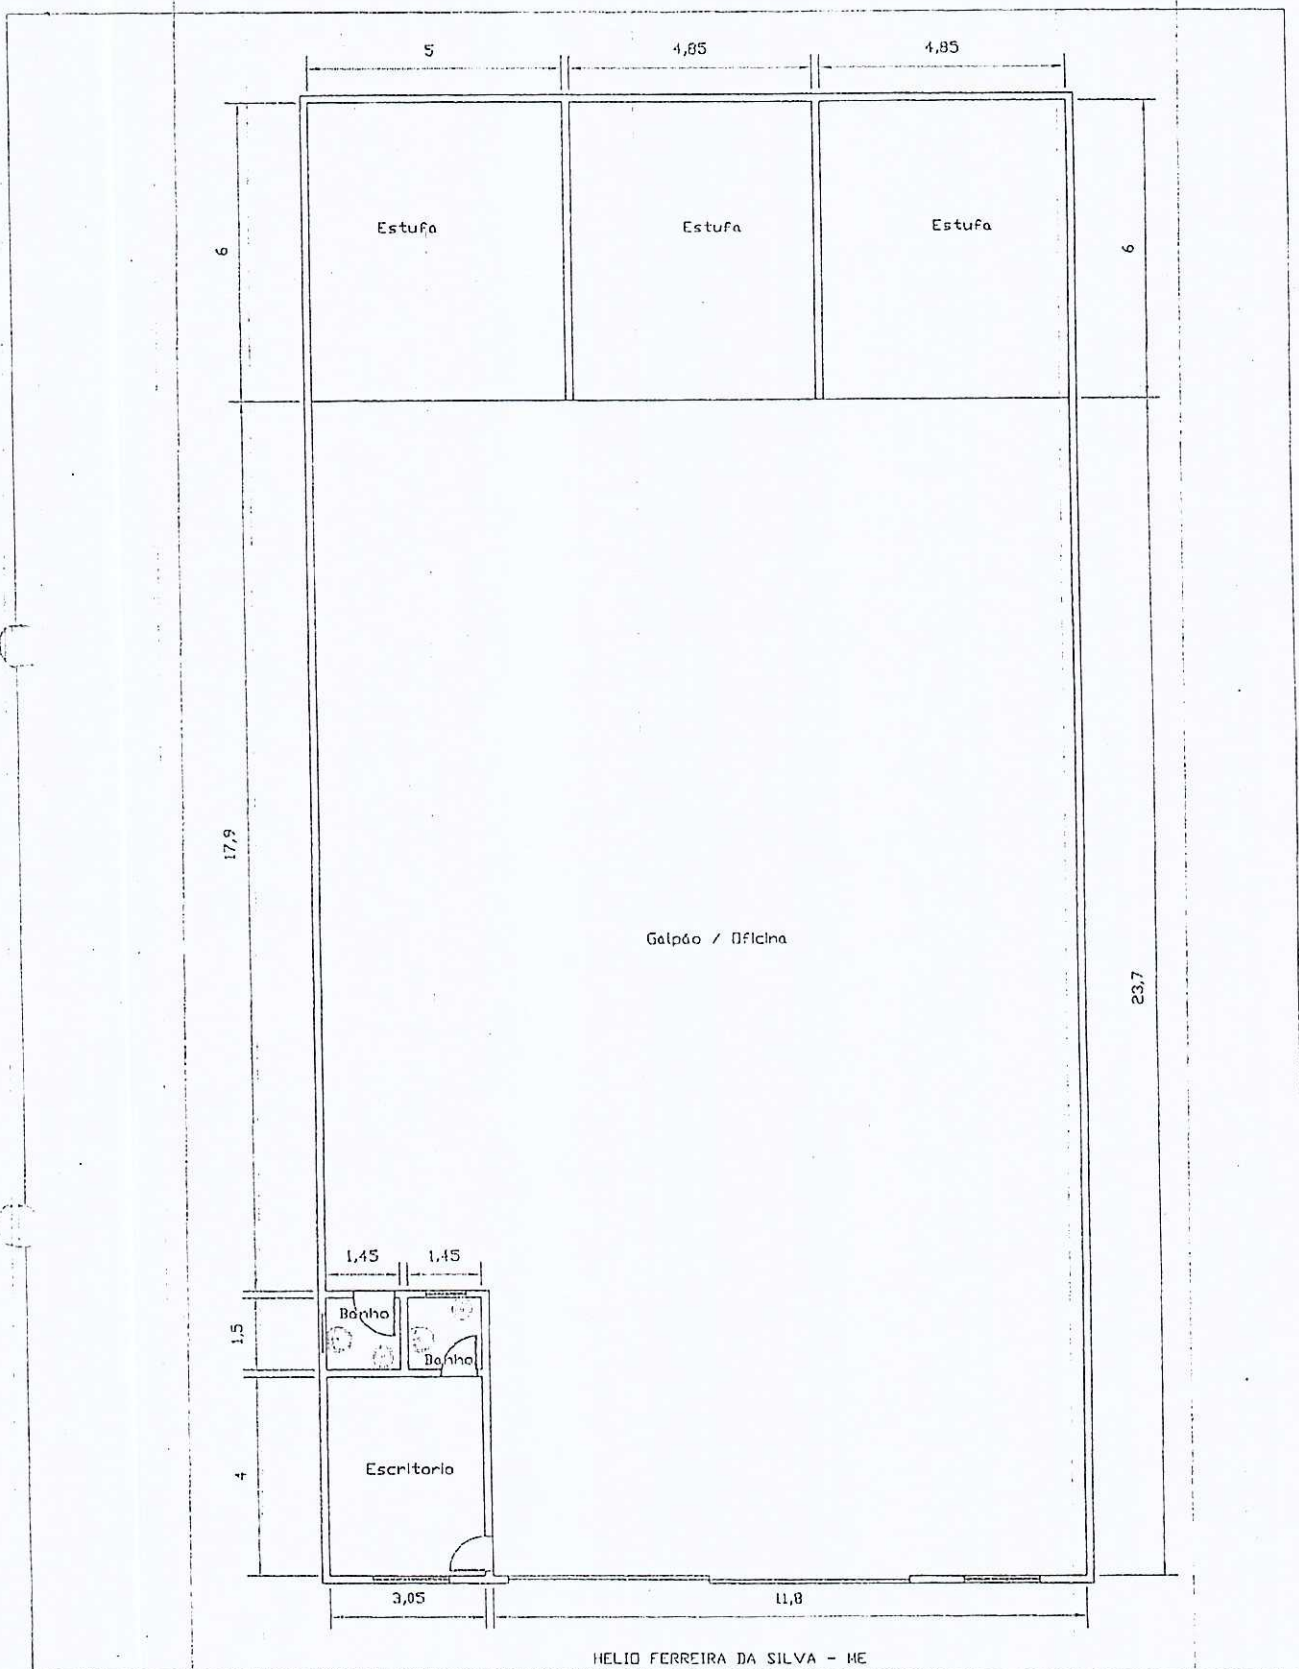 5
4,85
4,85
Estufa
Estufa
Estufa
6
6
17,9
Galpão / Oficina
23,7
1,45
1,45
Banho
1,5
Banho
Escritorio
4
3,05
11,8
HELIO FERREIRA DA SILVA - ME